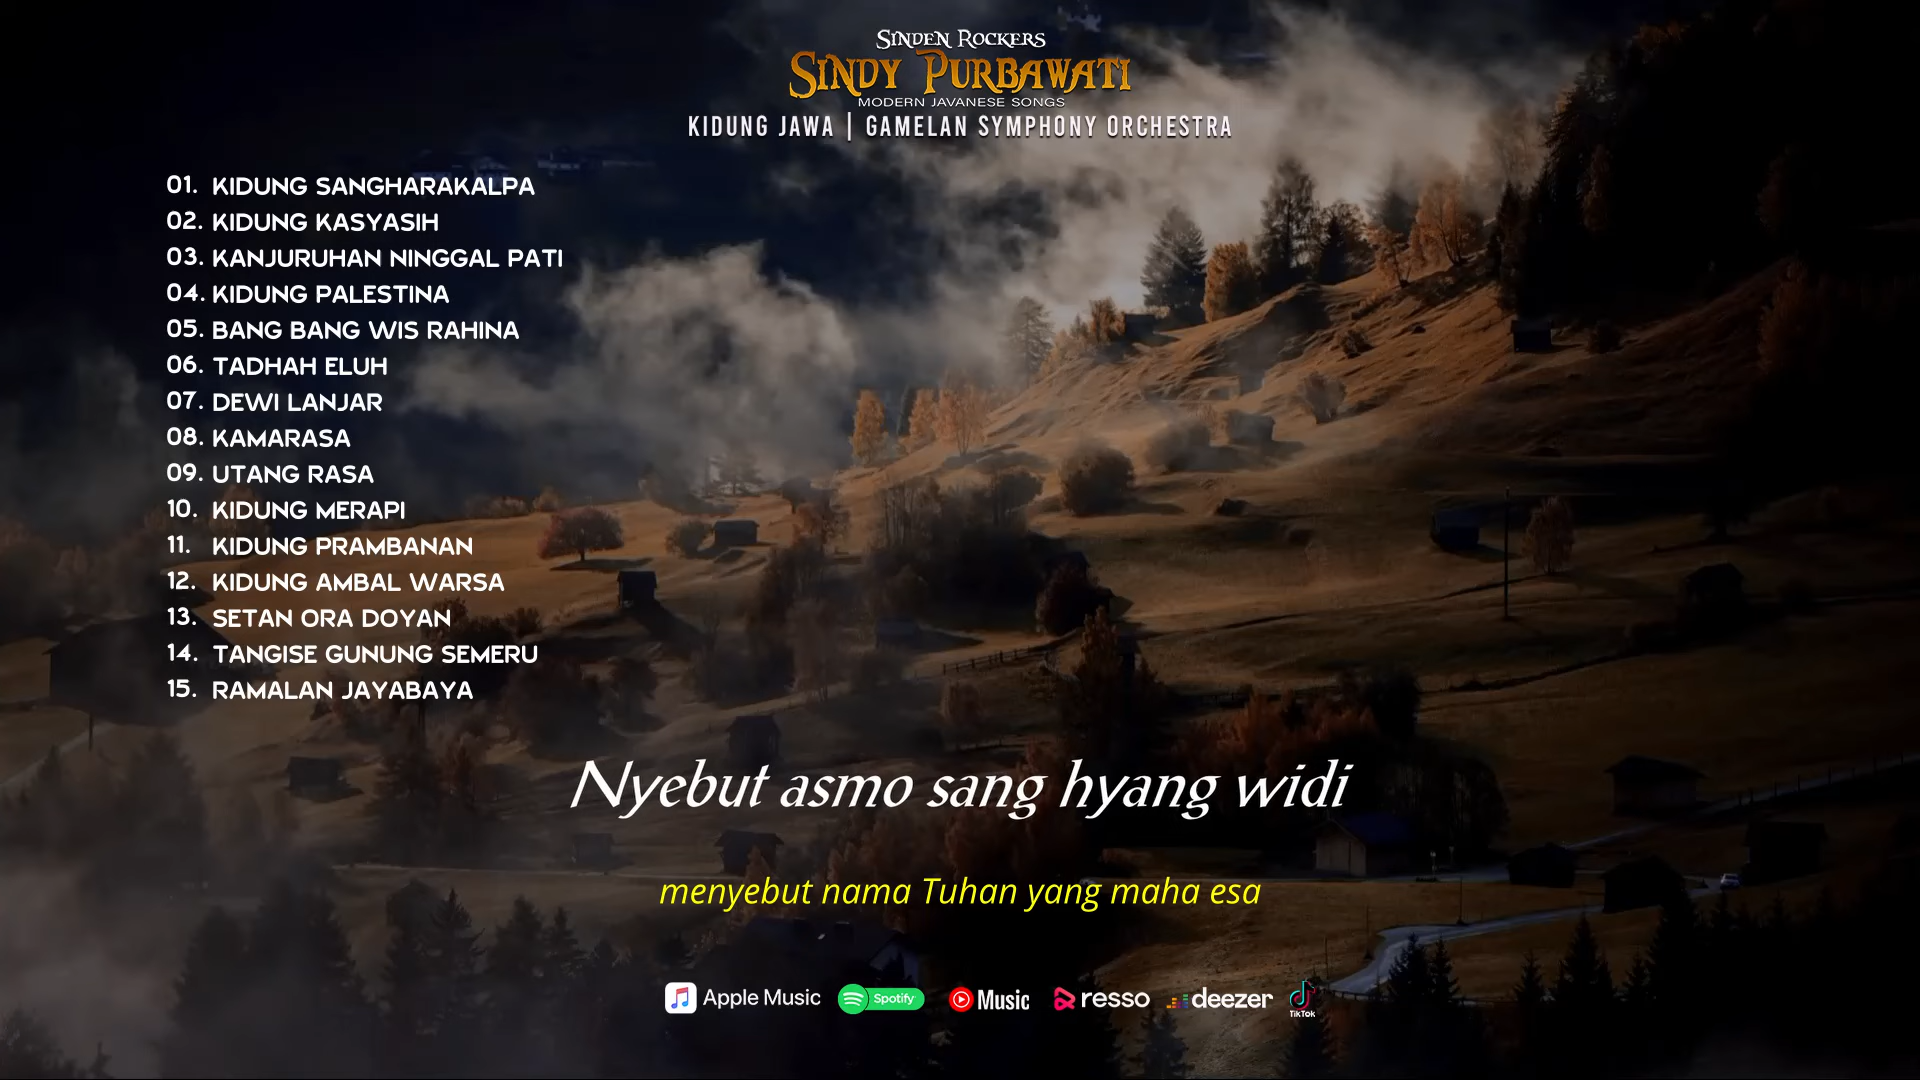 SINDEN ROCKERS
SINDY PURBAWATI
MODERN JAVANESE SONGS
KIDUNG JAWA | GAMELAN SYMPHONY ORCHESTRA
01. KIDUNG SANGHARAKALPA
02. KIDUNG KASYASIH
03. KANJURUHAN NINGGAL PATI
04. KIDUNG PALESTINA
05. BANG BANG WIS RAHINA
06. TADHAH ELUH
07. DEWI LANJAR
08. KAMARASA
09. UTANG RASA
10. KIDUNG MERAPI
11. KIDUNG PRAMBANAN
12. KIDUNG AMBAL WARSA
13. SETAN ORA DOYAN
14. TANGISE GUNUNG SEMERU
15. RAMALAN JAYABAYA
Nyebut asmo sang hyang widi
menyebut nama Tuhan yang maha esa
Apple Music Spotify Music resso deezer TikTok